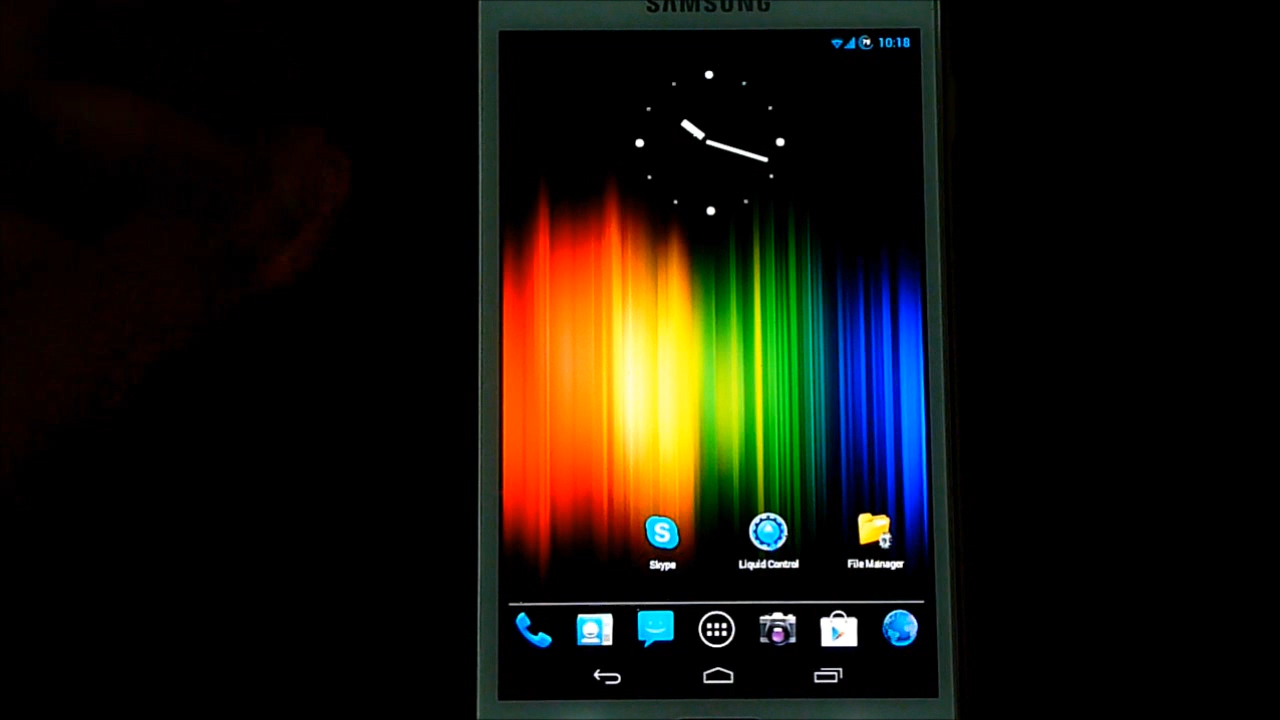 SAMSUNG
10:18
Skype
Liquid Control
File Manager